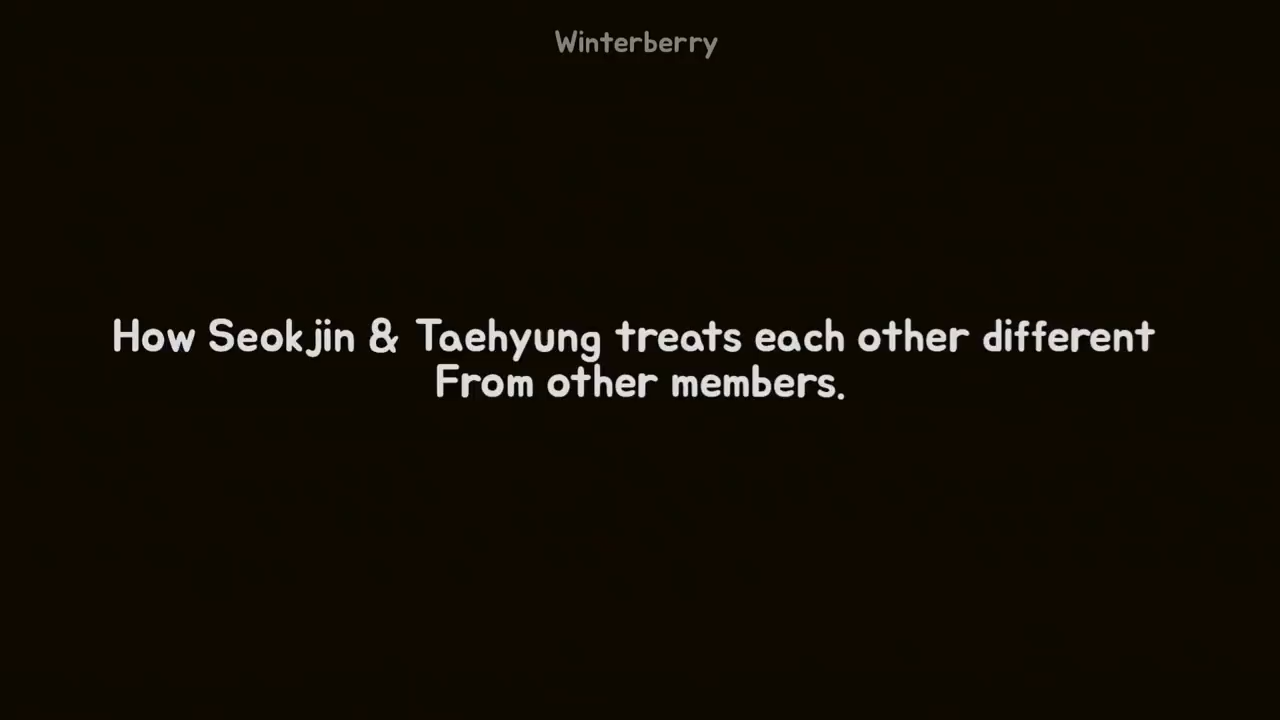 Winterberry
How Seokjin & Taehyung treats each other different
From other members.